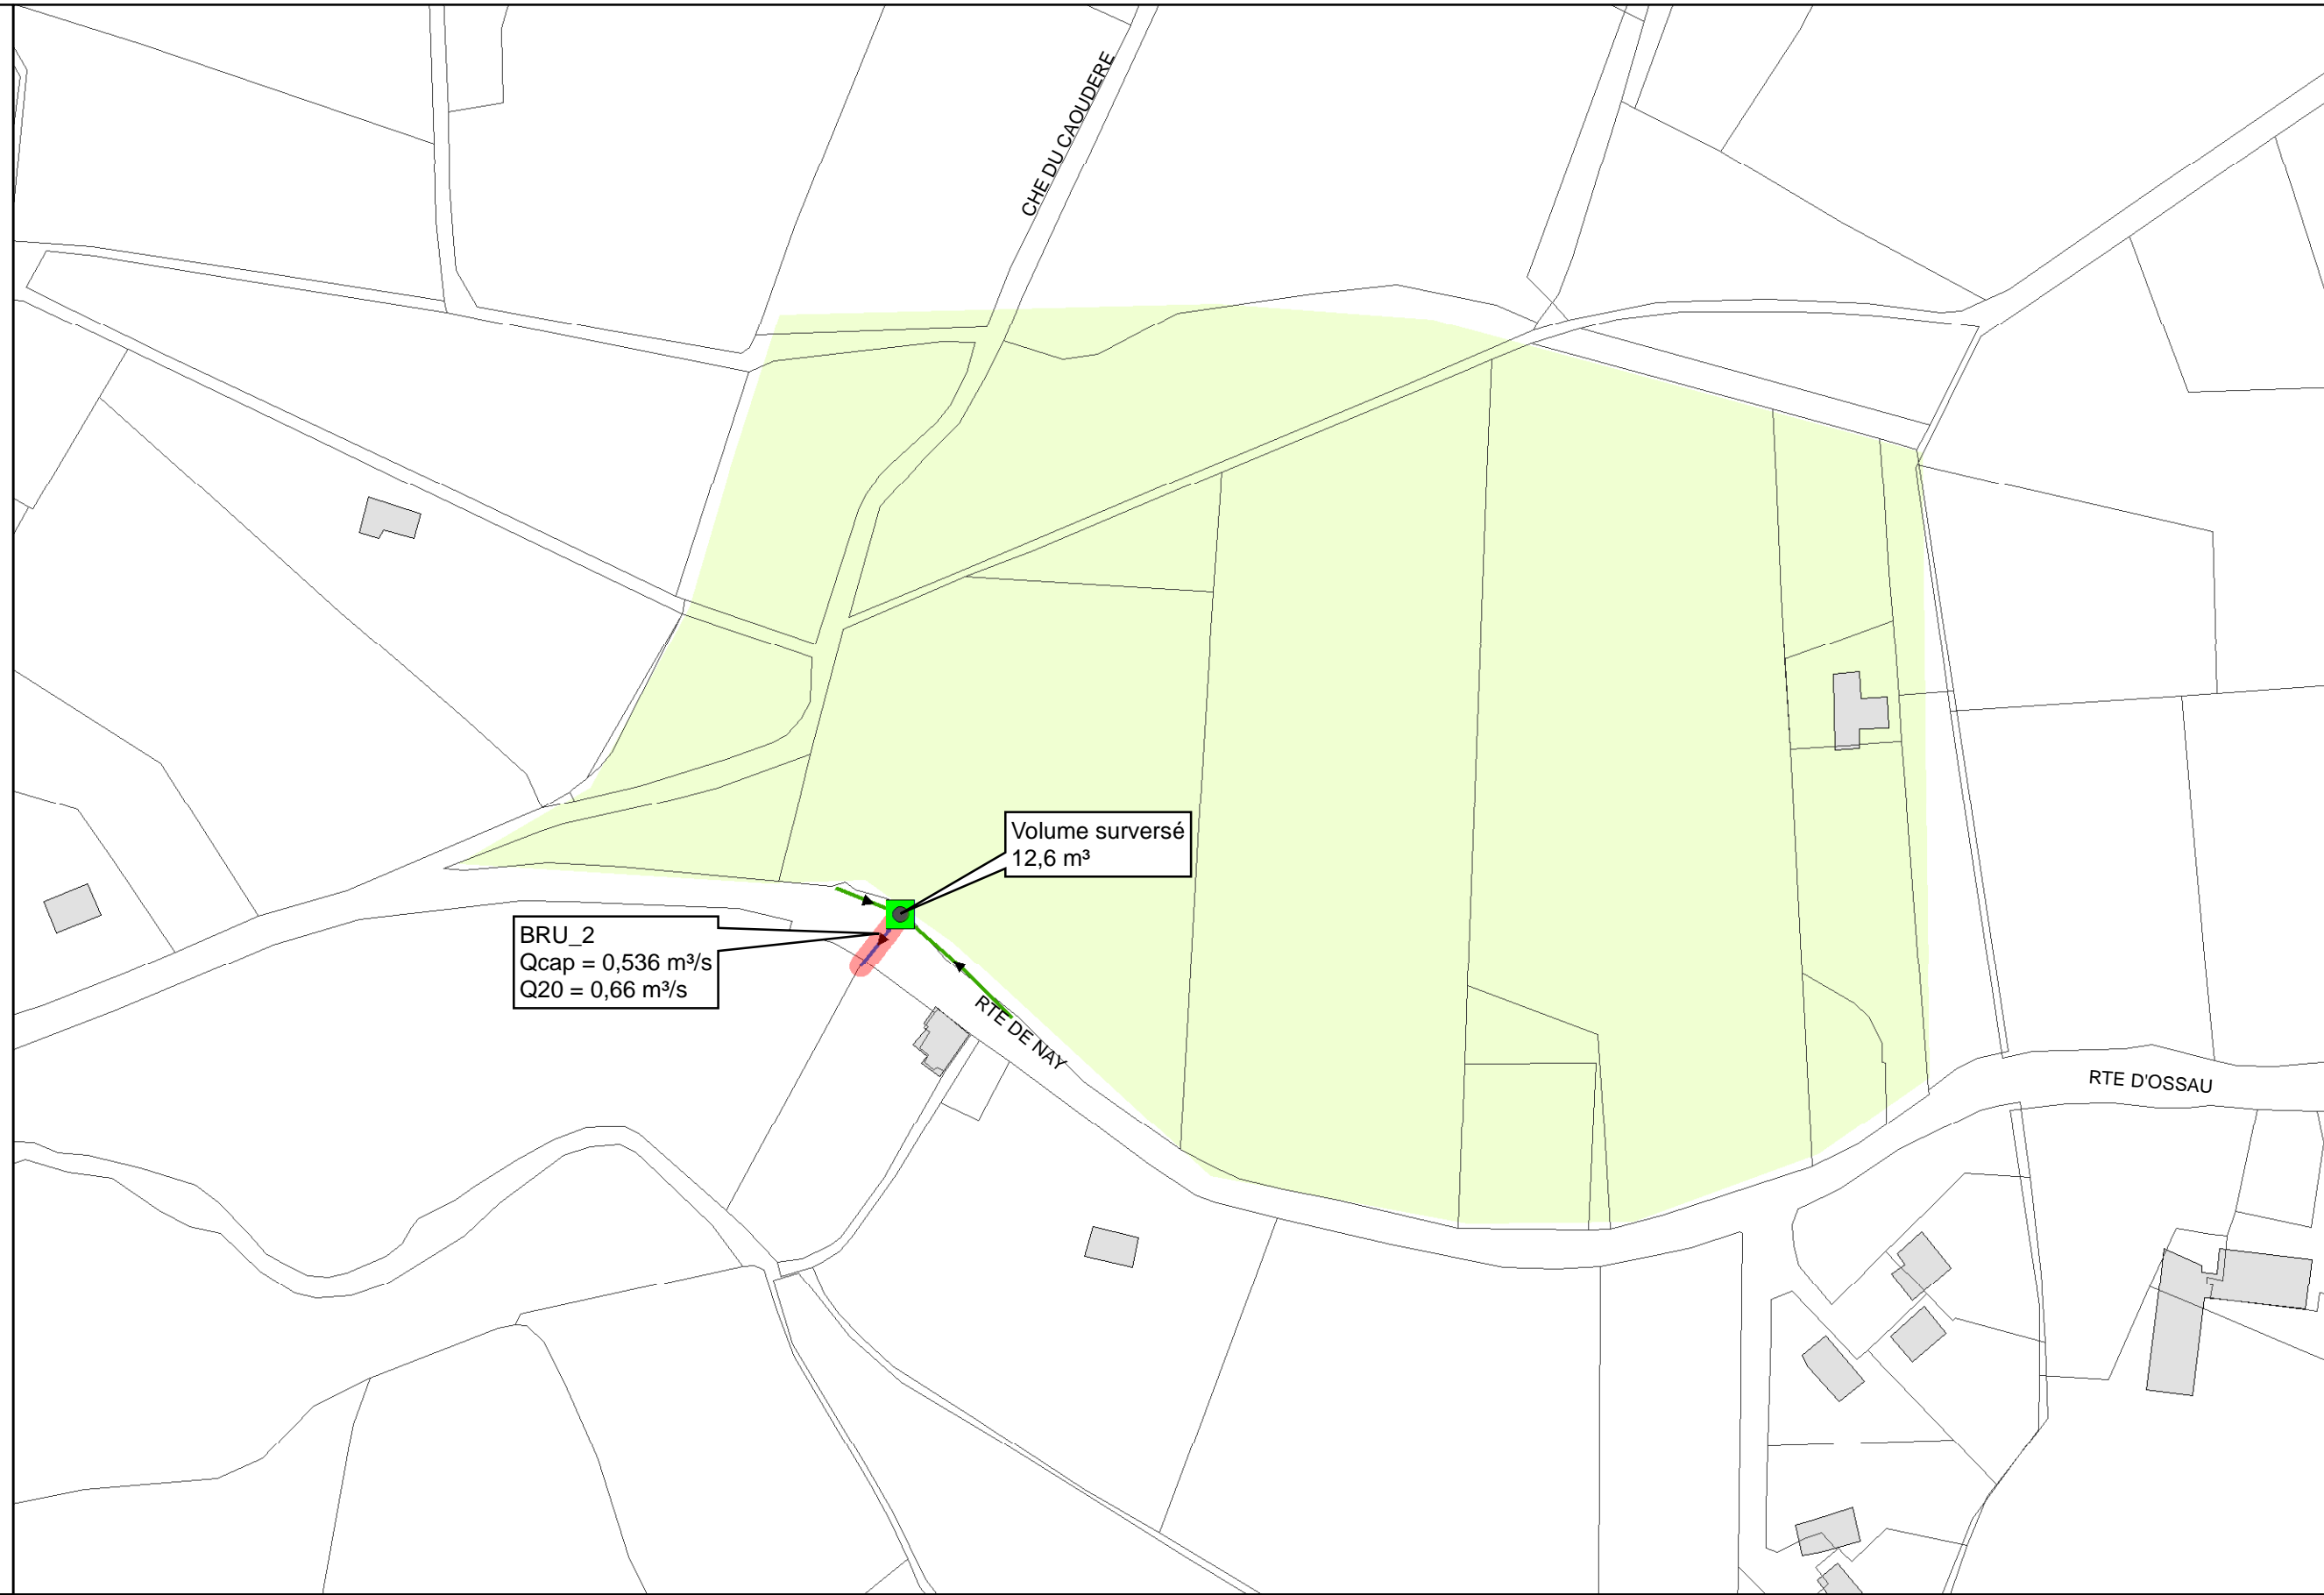 CHE DU CAOUDERE
Volume surversé
12,6 m³
BRU_2
Qcap = 0,536 m³/s
Q20 = 0,66 m³/s
RTE DE NAY
RTE D'OSSAU